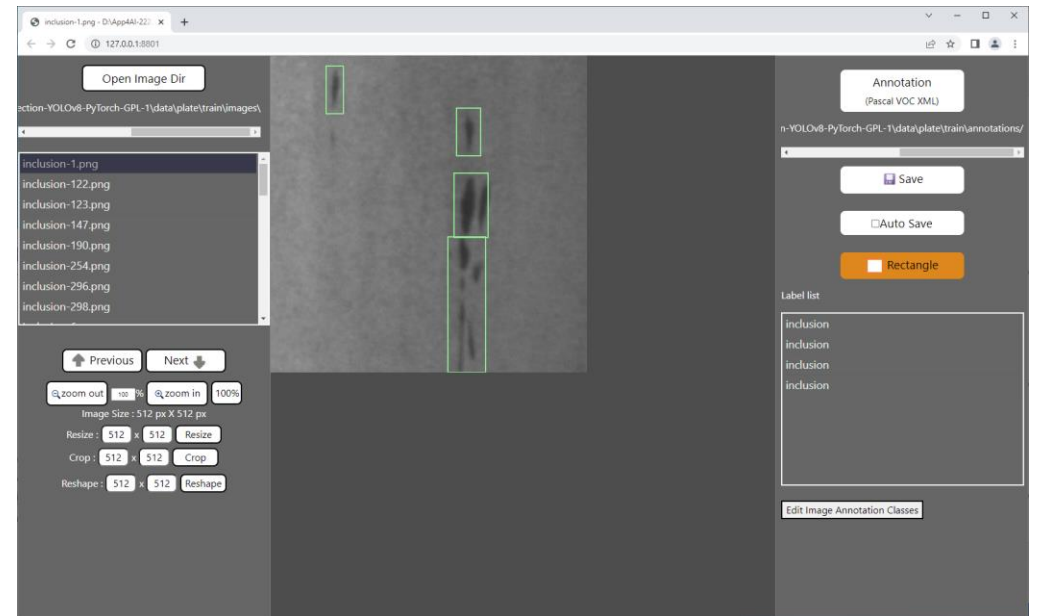 inclusion-1.png - D:\App4AI-22
127.0.0.1:8801
Open Image Dir
ection-YOLOv8-PyTorch-GPL-1\data\plate\train\images\
inclusion-1.png
inclusion-122.png
inclusion-123.png
inclusion-147.png
inclusion-190.png
inclusion-254.png
inclusion-296.png
inclusion-298.png
Previous Next
zoom out 100 % zoom in 100%
Image Size : 512 px X 512 px
Resize : 512 x 512 Resize
Crop : 512 x 512 Crop
Reshape : 512 x 512 Reshape
Annotation
(Pascal VOC XML)
n-YOLOv8-PyTorch-GPL-1\data\plate\train\annotations/
Save
Auto Save
Rectangle
Label list
inclusion
inclusion
inclusion
inclusion
Edit Image Annotation Classes